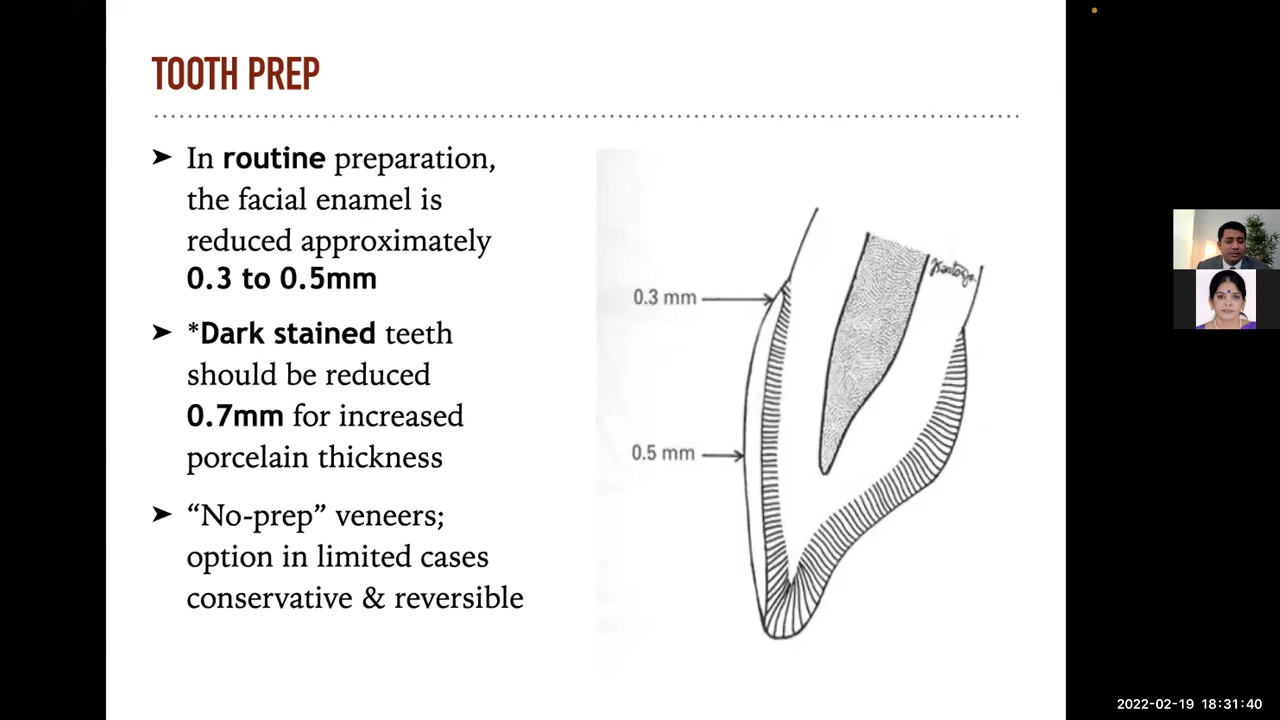 TOOTH PREP
➤ In routine preparation,
the facial enamel is
reduced approximately
0.3 to 0.5mm
➤ *Dark stained teeth
should be reduced
0.7mm for increased
porcelain thickness
➤ “No-prep” veneers;
option in limited cases
conservative & reversible
0.3 mm
0.5 mm
2022-02-19 18:31:40